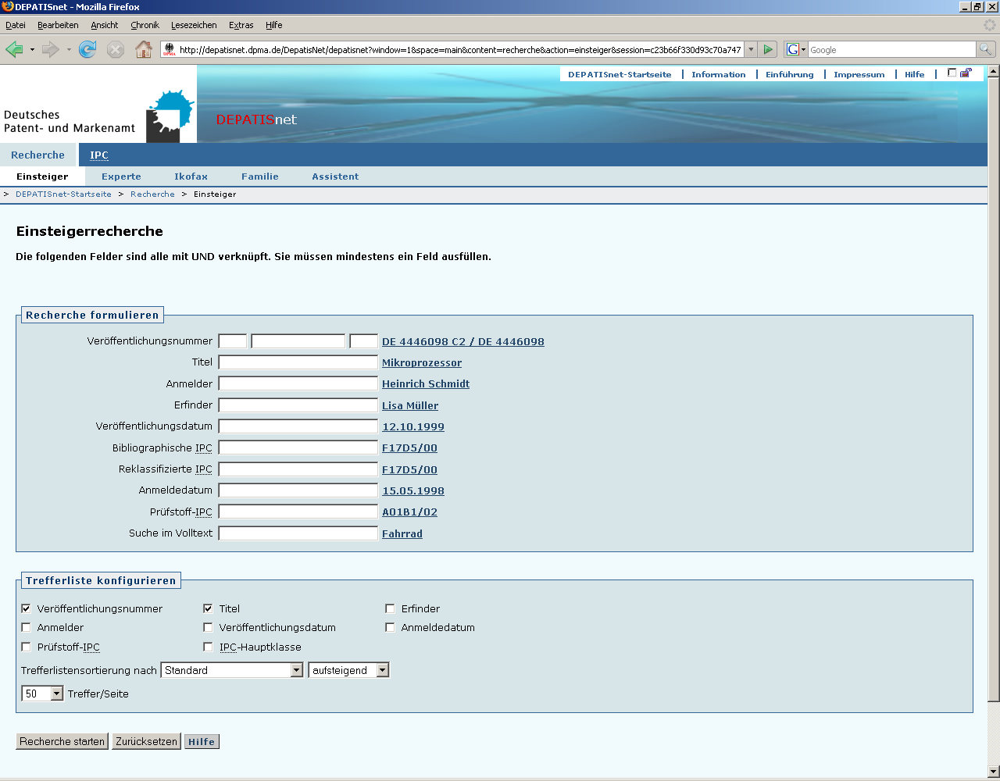 DEPATISnet - Mozilla Firefox
Datei Bearbeiten Ansicht Chronik Lesezeichen Extras Hilfe
http://depatisnet.dpma.de/DepatisNet/depatisnet?window=1&space=main&content=recherche&action=einsteiger&session=c23b66f330d93c70a747 G Google
DEPATISnet-Startseite | Information | Einführung | Impressum | Hilfe |
Deutsches
Patent- und Markenamt
DEPATISnet
Recherche IPC
Einsteiger Experte Ikofax Familie Assistent
> DEPATISnet-Startseite > Recherche > Einsteiger
Einsteigerrecherche
Die folgenden Felder sind alle mit UND verknüpft. Sie müssen mindestens ein Feld ausfüllen.
Recherche formulieren
Veröffentlichungsnummer DE 4446098 C2 / DE 4446098
Titel Mikroprozessor
Anmelder Heinrich Schmidt
Erfinder Lisa Müller
Veröffentlichungsdatum 12.10.1999
Bibliographische IPC F17D5/00
Reklassifizierte IPC F17D5/00
Anmeldedatum 15.05.1998
Prüfstoff-IPC A01B1/02
Suche im Volltext Fahrrad
Trefferliste konfigurieren
Veröffentlichungsnummer Titel Erfinder
Anmelder Veröffentlichungsdatum Anmeldedatum
Prüfstoff-IPC IPC-Hauptklasse
Trefferlistensortierung nach Standard aufsteigend
50 Treffer/Seite
Recherche starten Zurücksetzen Hilfe